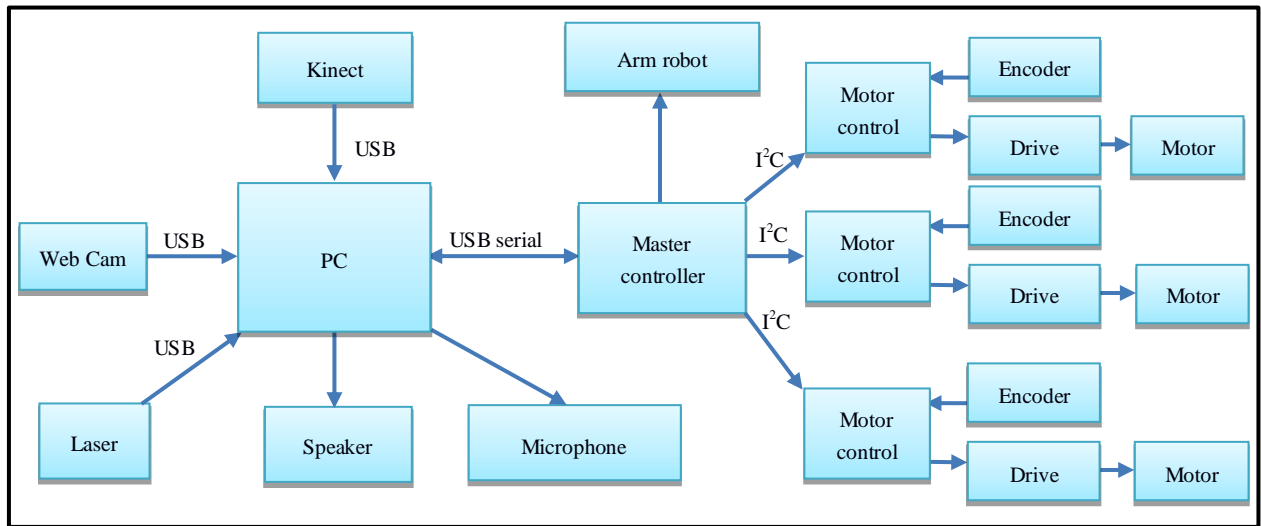 Kinect
Arm robot
Motor
control
Encoder
Drive
Motor
USB
I²C
Web Cam
USB
PC
USB serial
Master
controller
I²C
Motor
control
Encoder
Drive
Motor
USB
I²C
Laser
Speaker
Microphone
Motor
control
Encoder
Drive
Motor